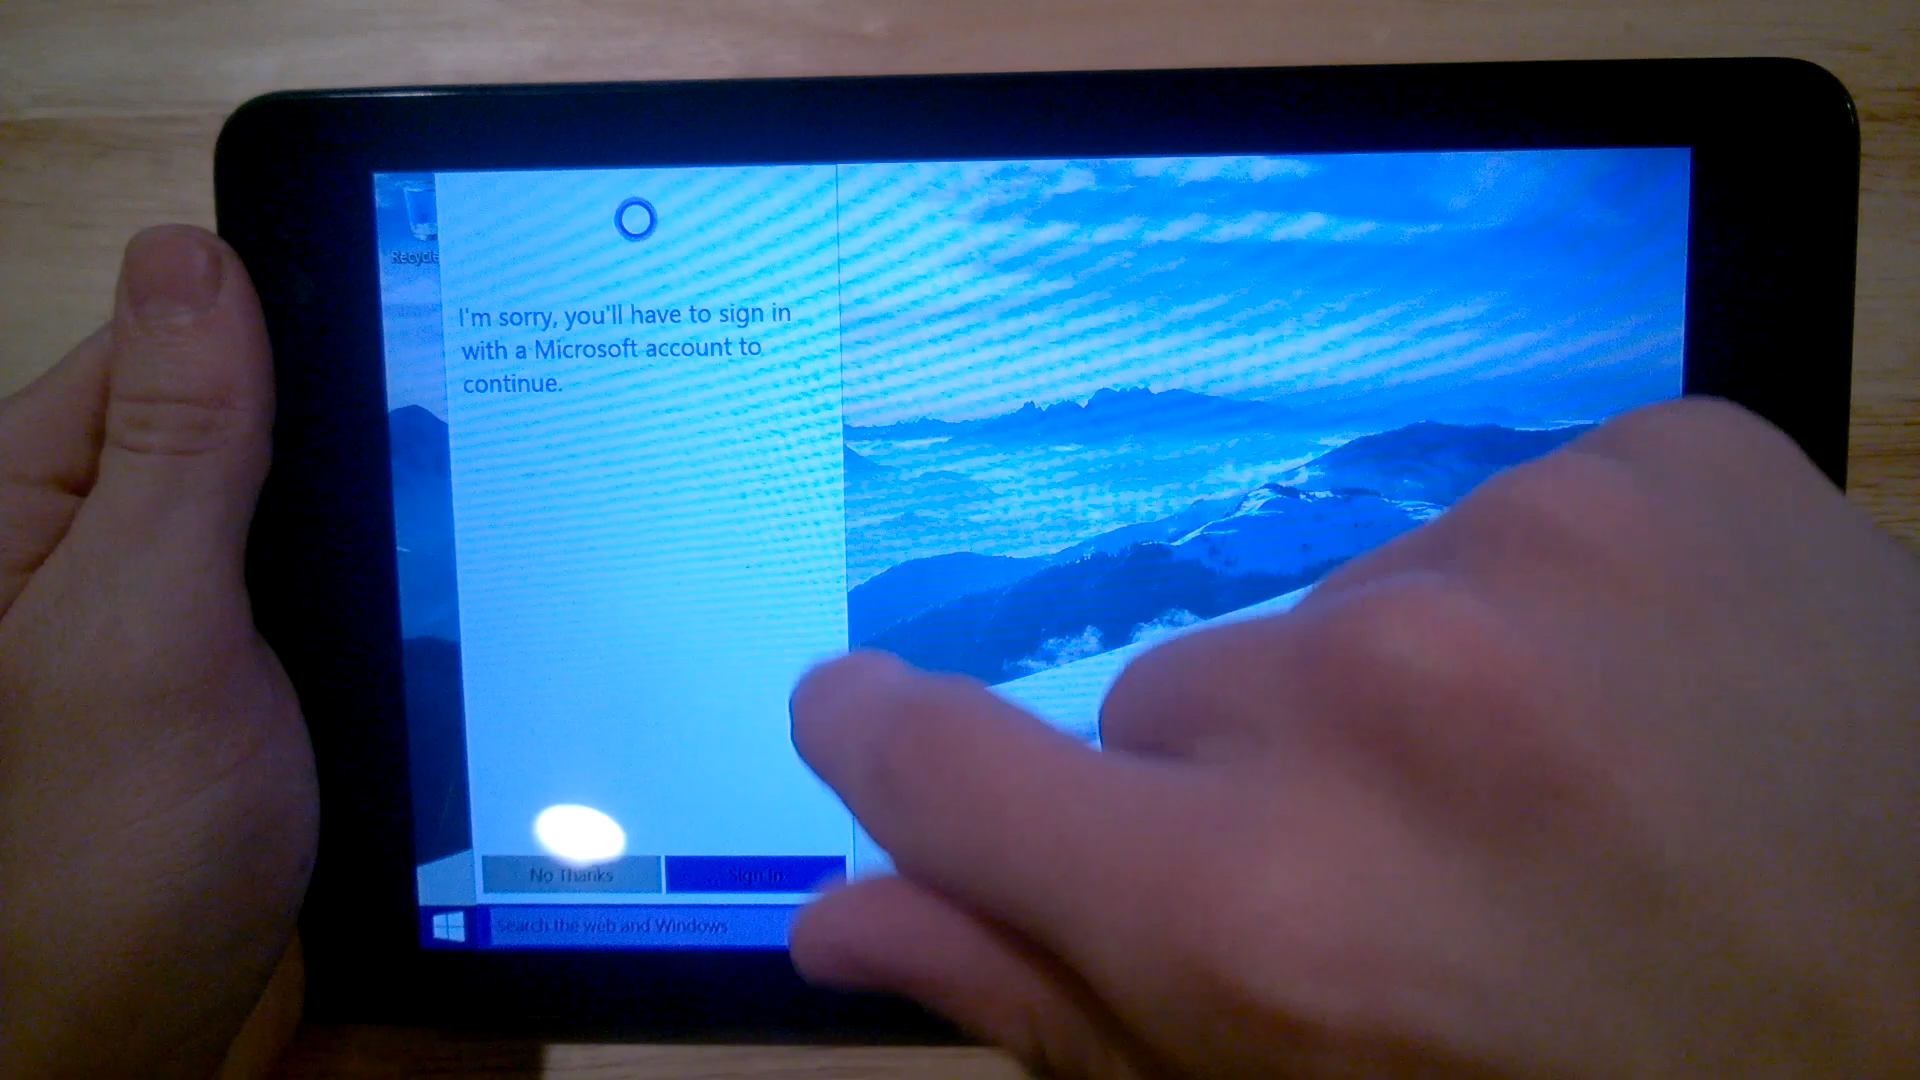 Recycle
I'm sorry, you'll have to sign in
with a Microsoft account to
continue.
No Thanks
Sign In
Search the web and Windows